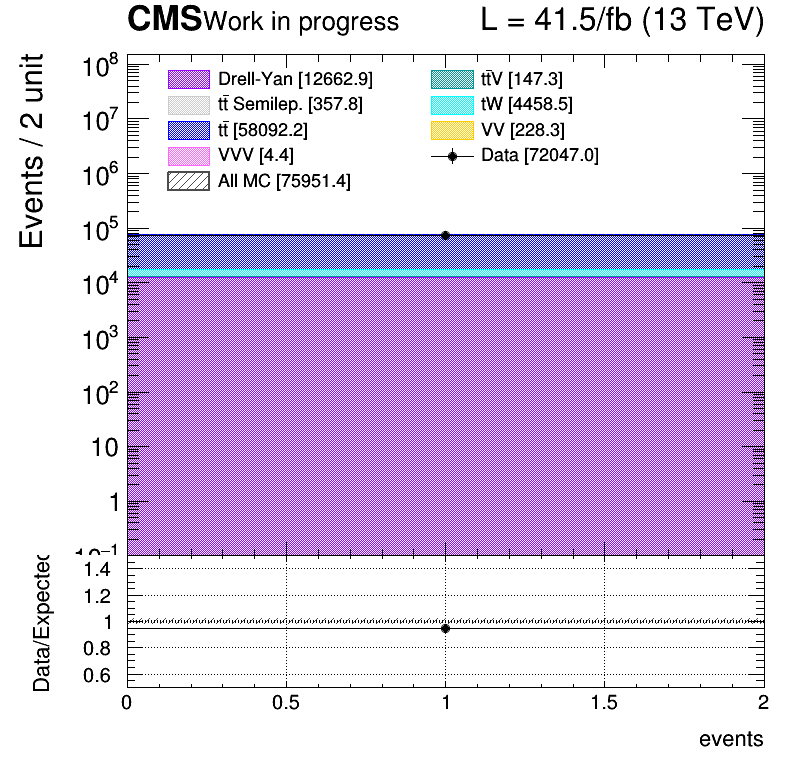 CMS Work in progress L = 41.5/fb (13 TeV)
Events / 2 unit
10⁸
10⁷
10⁶
10⁵
10⁴
10³
10²
10
1
10⁻¹
Drell-Yan [12662.9]
tt̄ Semilep. [357.8]
tt̄ [58092.2]
VVV [4.4]
All MC [75951.4]
tt̄V [147.3]
tW [4458.5]
VV [228.3]
Data [72047.0]
Data/Expected
1.4
1.2
1
0.8
0.6
0 0.5 1 1.5 2
events